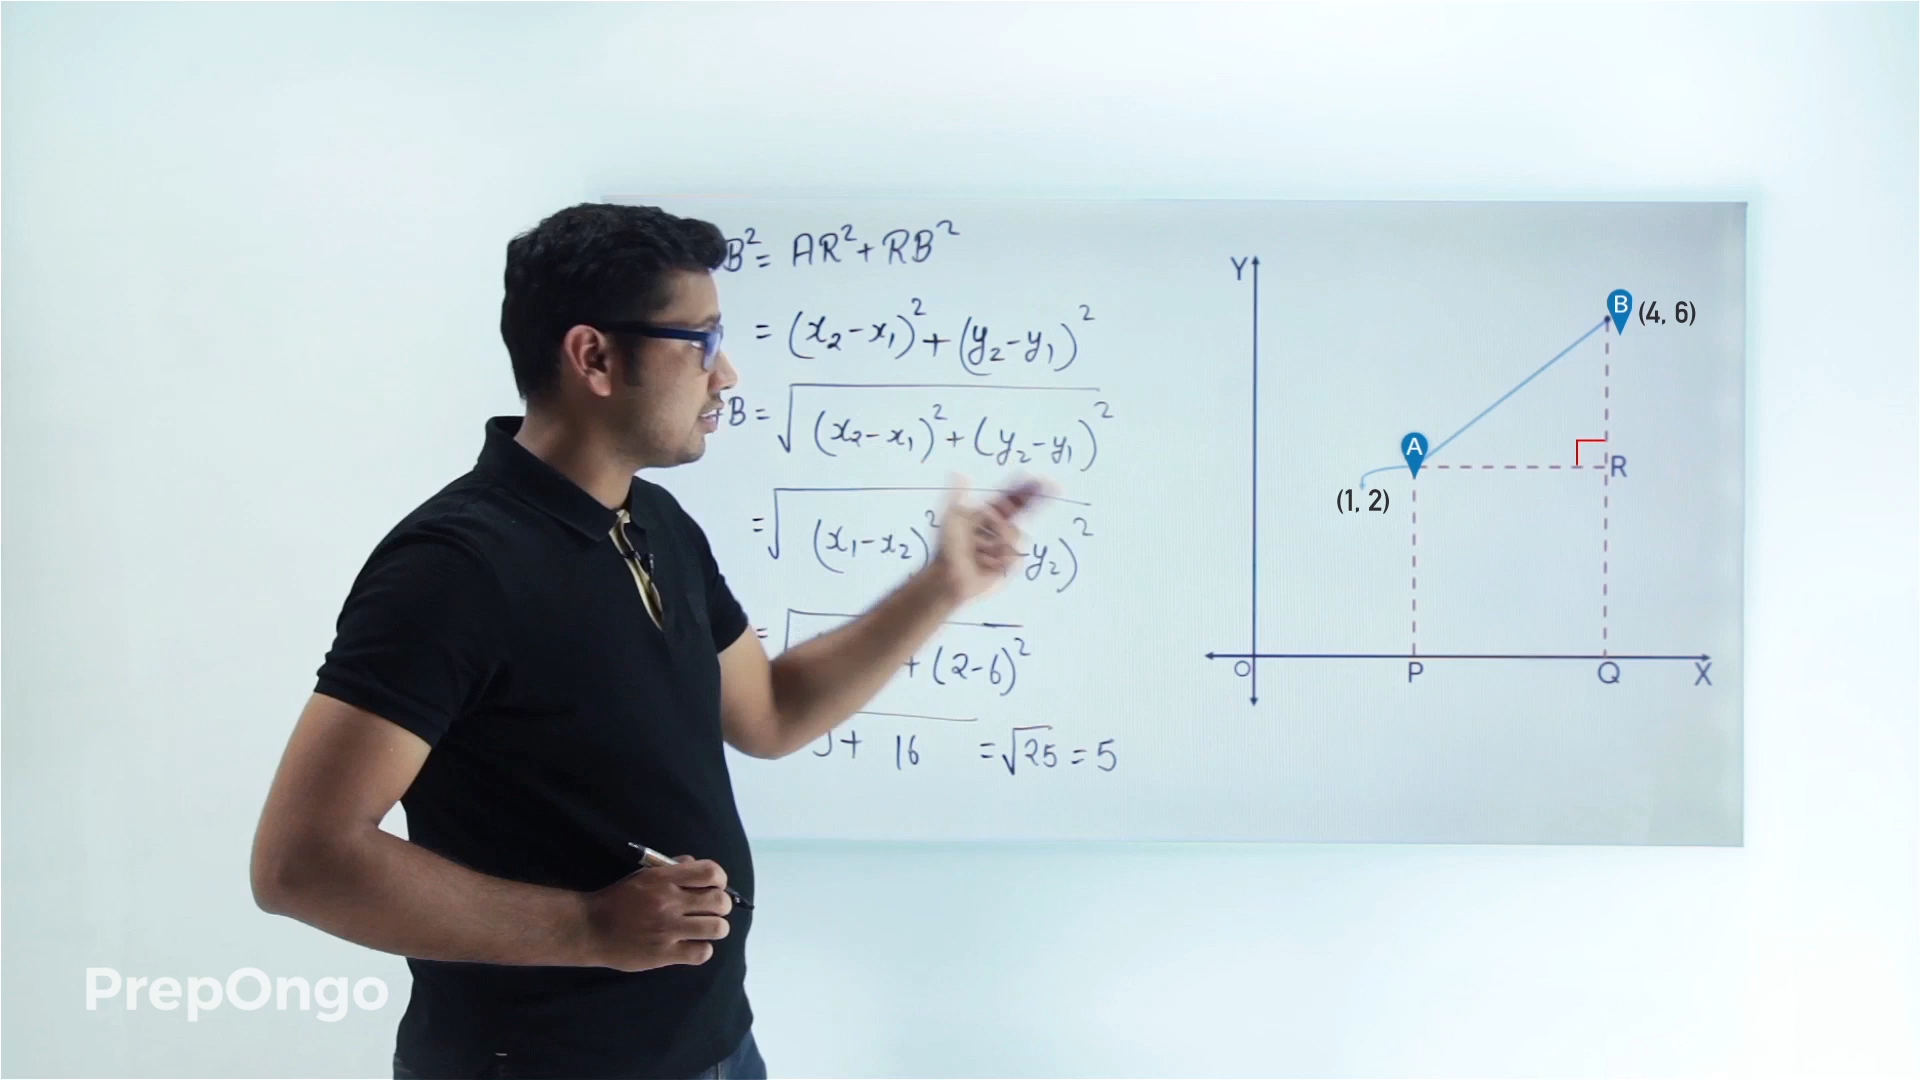 B² = AR² + RB²
= (x₂ - x₁)² + (y₂ - y₁)²
B = √(x₂ - x₁)² + (y₂ - y₁)²
= √(x₁ - x₂)² - y₂)²
= √ + (2 - 6)²
+ 16 = √25 = 5
Y
B (4, 6)
A
R
(1, 2)
O P Q X
PrepOngo